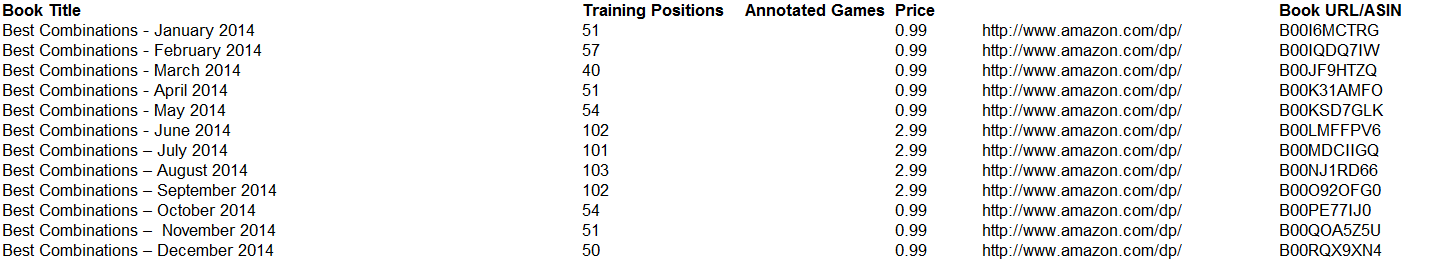 Book Title Training Positions Annotated Games Price Book URL/ASIN
Best Combinations - January 2014 51 0.99 http://www.amazon.com/dp/ B00I6MCTRG
Best Combinations - February 2014 57 0.99 http://www.amazon.com/dp/ B00IQDQ7IW
Best Combinations - March 2014 40 0.99 http://www.amazon.com/dp/ B00JF9HTZQ
Best Combinations - April 2014 51 0.99 http://www.amazon.com/dp/ B00K31AMFO
Best Combinations - May 2014 54 0.99 http://www.amazon.com/dp/ B00KSD7GLK
Best Combinations – June 2014 102 2.99 http://www.amazon.com/dp/ B00LMFFPV6
Best Combinations – July 2014 101 2.99 http://www.amazon.com/dp/ B00MDCIIGQ
Best Combinations – August 2014 103 2.99 http://www.amazon.com/dp/ B00NJ1RD66
Best Combinations – September 2014 102 2.99 http://www.amazon.com/dp/ B00O92OFG0
Best Combinations – October 2014 54 0.99 http://www.amazon.com/dp/ B00PE77IJ0
Best Combinations –  November 2014 51 0.99 http://www.amazon.com/dp/ B00QOA5Z5U
Best Combinations – December 2014 50 0.99 http://www.amazon.com/dp/ B00RQX9XN4